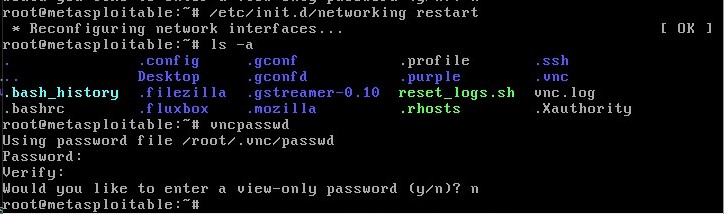 root@metasploitable:~# /etc/init.d/networking restart
* Reconfiguring network interfaces... [ OK ]
root@metasploitable:~# ls -a
. .config .gconf .profile .ssh
.. Desktop .gconfd .purple .vnc
.bash_history .filezilla .gstreamer-0.10 reset_logs.sh vnc.log
.bashrc .fluxbox .mozilla .rhosts .Xauthority
root@metasploitable:~# vncpasswd
Using password file /root/.vnc/passwd
Password:
Verify:
Would you like to enter a view-only password (y/n)? n
root@metasploitable:~#